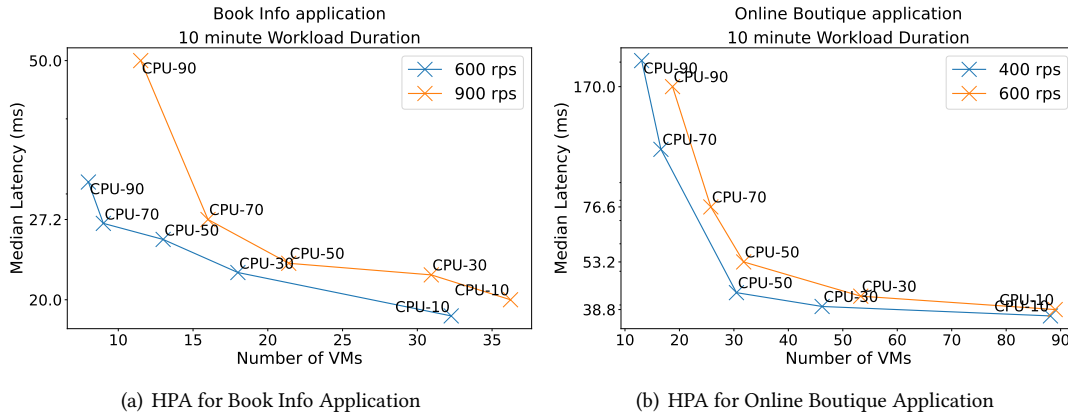 Book Info application
10 minute Workload Duration
50.0
27.2
20.0
Median Latency (ms)
CPU-90
CPU-90
CPU-70
CPU-70
CPU-50
CPU-50
CPU-30
CPU-30
CPU-10
CPU-10
600 rps
900 rps
10
15
20
25
30
35
Number of VMs
(a) HPA for Book Info Application
Online Boutique application
10 minute Workload Duration
170.0
76.6
53.2
38.8
Median Latency (ms)
CPU-90
CPU-90
CPU-70
CPU-70
CPU-50
CPU-50
CPU-30
CPU-30
CPU-10
CPU-10
400 rps
600 rps
10
20
30
40
50
60
70
80
90
Number of VMs
(b) HPA for Online Boutique Application